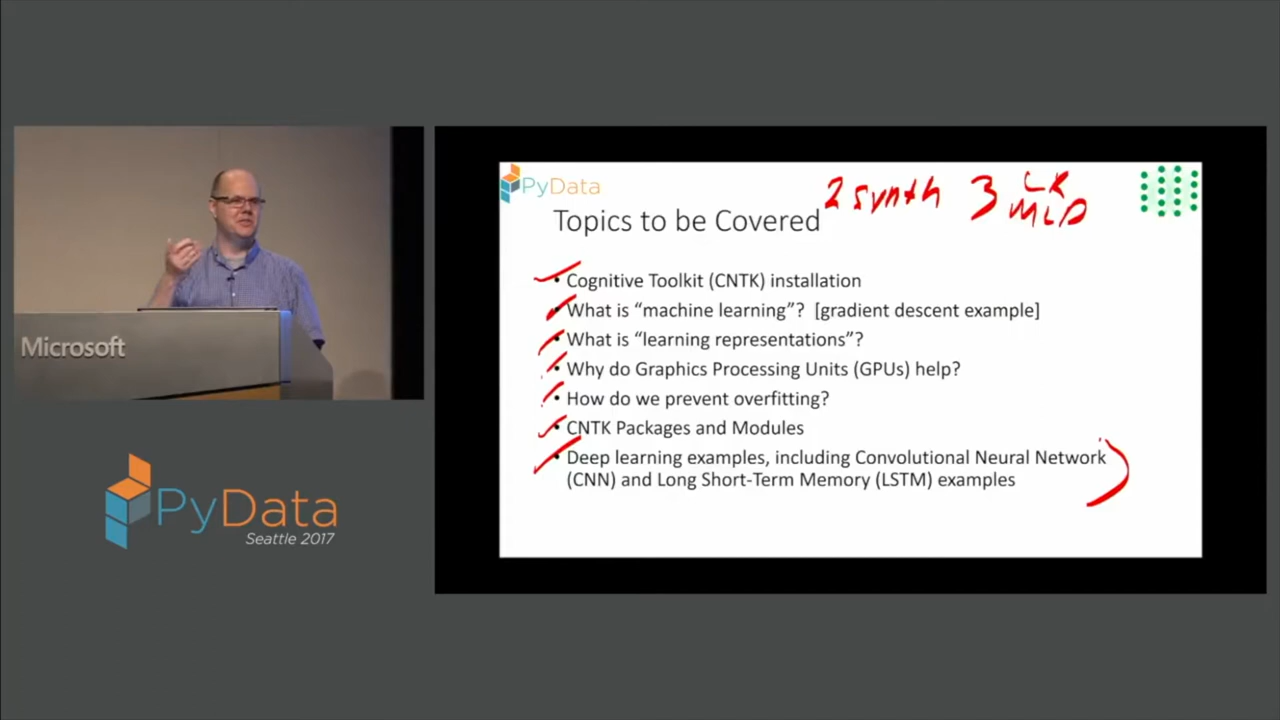 Microsoft
PyData
Seattle 2017
PyData
2 synth 3 LR
Topics to be Covered
• Cognitive Toolkit (CNTK) installation
• What is “machine learning”? [gradient descent example]
• What is “learning representations”?
• Why do Graphics Processing Units (GPUs) help?
• How do we prevent overfitting?
• CNTK Packages and Modules
• Deep learning examples, including Convolutional Neural Network
(CNN) and Long Short-Term Memory (LSTM) examples